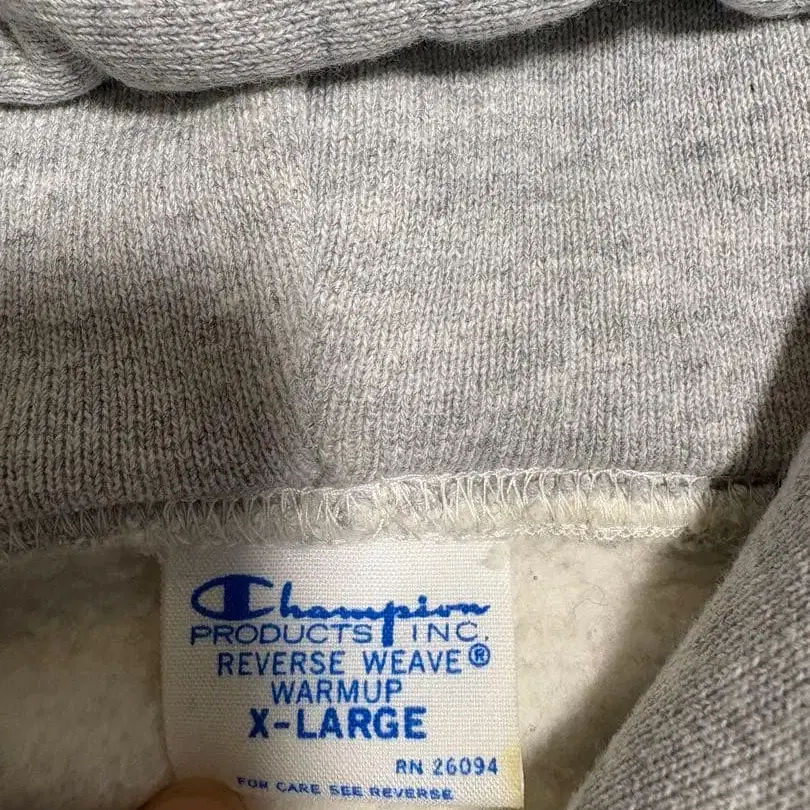 Champion
PRODUCTS INC.
REVERSE WEAVE®
WARMUP
X-LARGE
RN 26094
FOR CARE SEE REVERSE